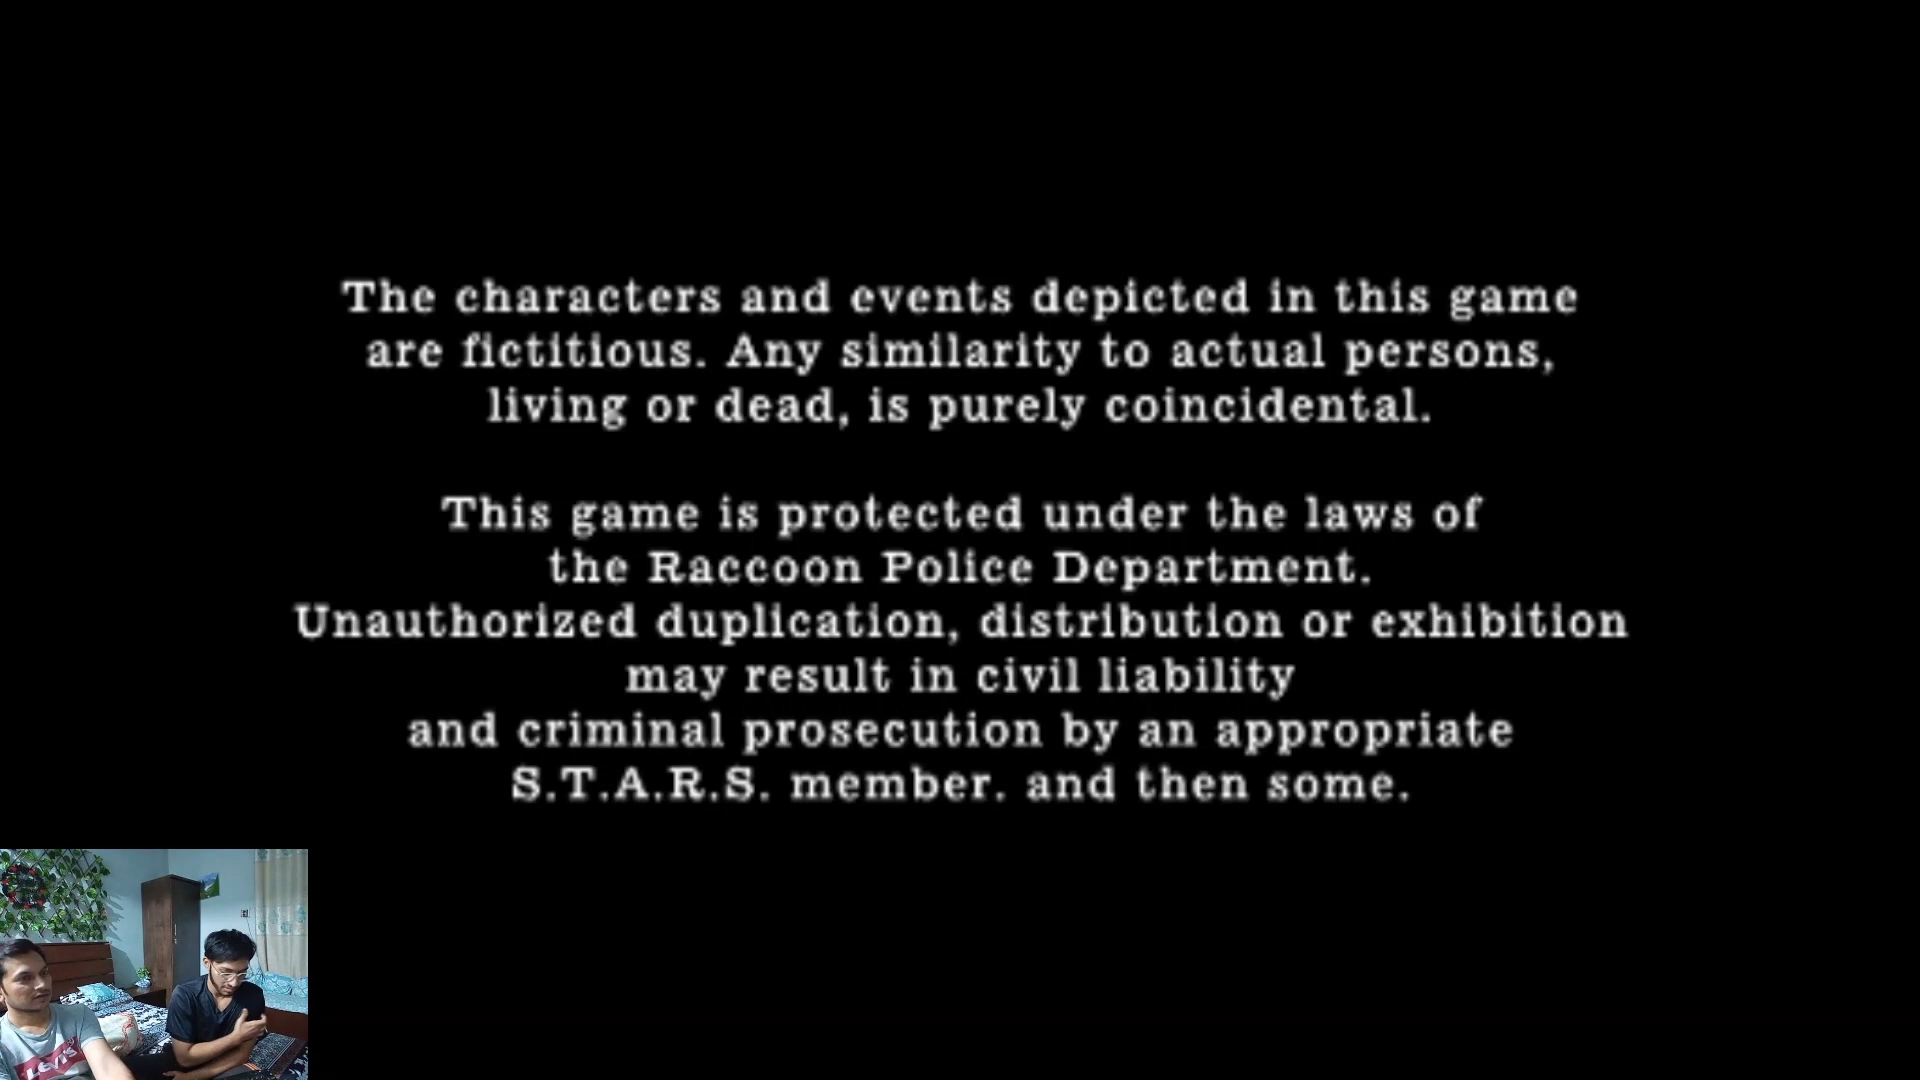 The characters and events depicted in this game
are fictitious. Any similarity to actual persons,
living or dead, is purely coincidental.
This game is protected under the laws of
the Raccoon Police Department.
Unauthorized duplication, distribution or exhibition
may result in civil liability
and criminal prosecution by an appropriate
S.T.A.R.S. member. and then some.
LEVI'S